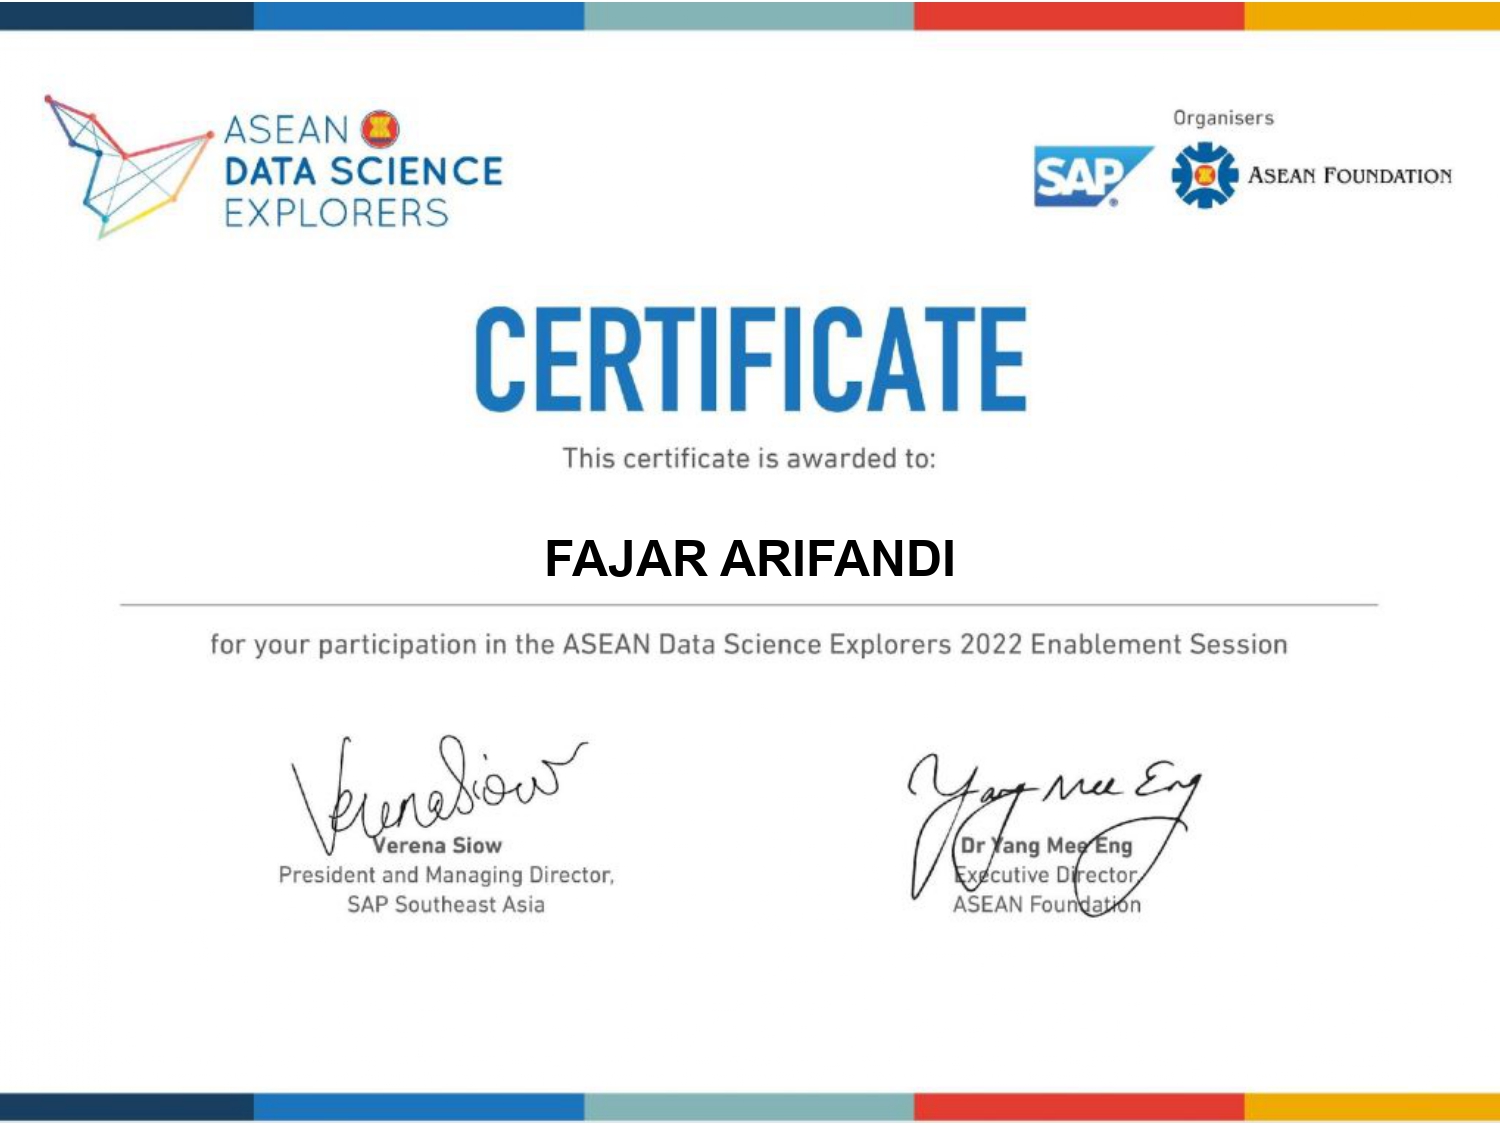 ASEAN
DATA SCIENCE
EXPLORERS
Organisers
SAP®
ASEAN FOUNDATION
CERTIFICATE
This certificate is awarded to:
FAJAR ARIFANDI
for your participation in the ASEAN Data Science Explorers 2022 Enablement Session
Verena Siow
Verena Siow
President and Managing Director,
SAP Southeast Asia
Yang Mee Eng
Dr Yang Mee Eng
Executive Director,
ASEAN Foundation